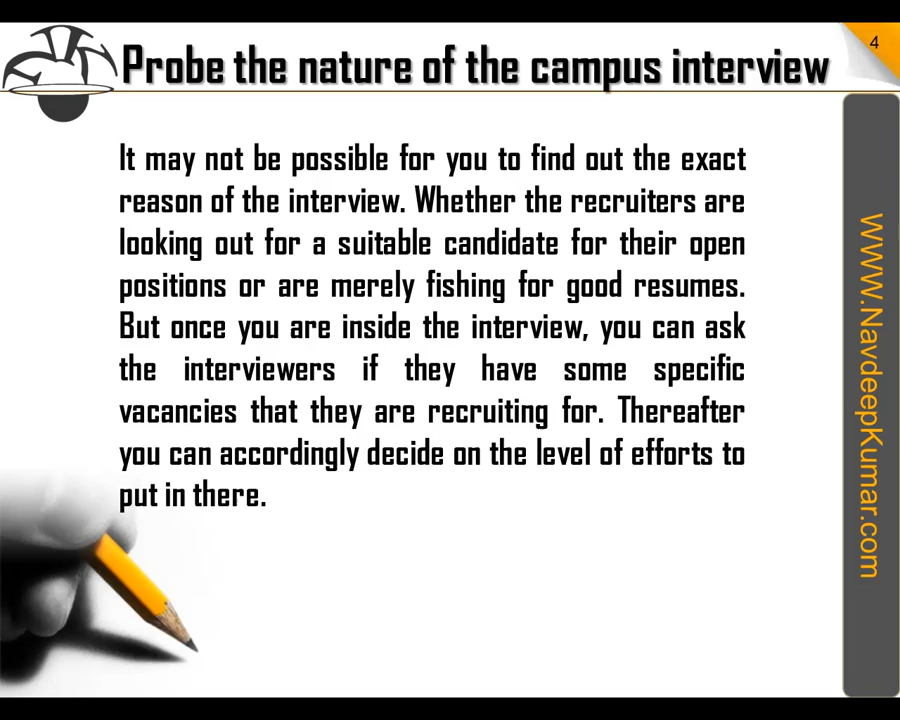 Probe the nature of the campus interview
4
It may not be possible for you to find out the exact
reason of the interview. Whether the recruiters are
looking out for a suitable candidate for their open
positions or are merely fishing for good resumes.
But once you are inside the interview, you can ask
the interviewers if they have some specific
vacancies that they are recruiting for. Thereafter
you can accordingly decide on the level of efforts to
put in there.
WWW.NavdeepKumar.com